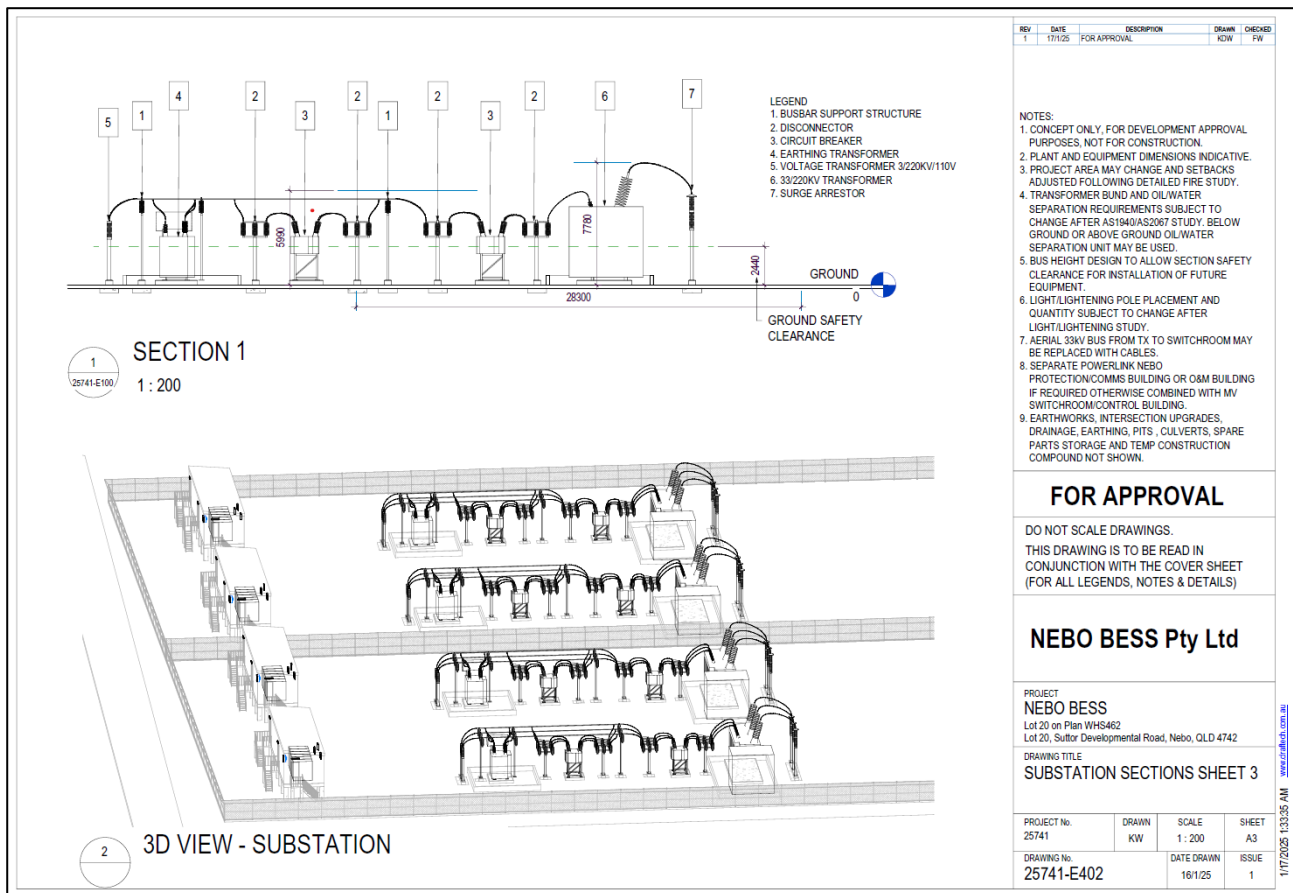 REV DATE DESCRIPTION DRAWN CHECKED
1 17/1/25 FOR APPROVAL KDW FW
4 2 2 2 2 6 7
5 1 3 1 3
LEGEND
1. BUSBAR SUPPORT STRUCTURE
2. DISCONNECTOR
3. CIRCUIT BREAKER
4. EARTHING TRANSFORMER
5. VOLTAGE TRANSFORMER 3/220KV/110V
6. 33/220KV TRANSFORMER
7. SURGE ARRESTOR
5990
7780
2440
GROUND
0
28300
GROUND SAFETY
CLEARANCE
1
25741-E100
SECTION 1
1 : 200
2
3D VIEW - SUBSTATION
NOTES:
1. CONCEPT ONLY, FOR DEVELOPMENT APPROVAL
PURPOSES, NOT FOR CONSTRUCTION.
2. PLANT AND EQUIPMENT DIMENSIONS INDICATIVE.
3. PROJECT AREA MAY CHANGE AND SETBACKS
ADJUSTED FOLLOWING DETAILED FIRE STUDY.
4. TRANSFORMER BUND AND OIL/WATER
SEPARATION REQUIREMENTS SUBJECT TO
CHANGE AFTER AS1940/AS2067 STUDY. BELOW
GROUND OR ABOVE GROUND OIL/WATER
SEPARATION UNIT MAY BE USED.
5. BUS HEIGHT DESIGN TO ALLOW SECTION SAFETY
CLEARANCE FOR INSTALLATION OF FUTURE
EQUIPMENT.
6. LIGHT/LIGHTENING POLE PLACEMENT AND
QUANTITY SUBJECT TO CHANGE AFTER
LIGHT/LIGHTENING STUDY.
7. AERIAL 33kV BUS FROM TX TO SWITCHROOM MAY
BE REPLACED WITH CABLES.
8. SEPARATE POWERLINK NEBO
PROTECTION/COMMS BUILDING OR O&M BUILDING
IF REQUIRED OTHERWISE COMBINED WITH MV
SWITCHROOM/CONTROL BUILDING.
9. EARTHWORKS, INTERSECTION UPGRADES,
DRAINAGE, EARTHING, PITS , CULVERTS, SPARE
PARTS STORAGE AND TEMP CONSTRUCTION
COMPOUND NOT SHOWN.
FOR APPROVAL
DO NOT SCALE DRAWINGS.
THIS DRAWING IS TO BE READ IN
CONJUNCTION WITH THE COVER SHEET
(FOR ALL LEGENDS, NOTES & DETAILS)
NEBO BESS Pty Ltd
PROJECT
NEBO BESS
Lot 20 on Plan WHS462
Lot 20, Suttor Developmental Road, Nebo, QLD 4742
DRAWING TITLE
SUBSTATION SECTIONS SHEET 3
PROJECT No. DRAWN SCALE SHEET
25741 KW 1 : 200 A3
DRAWING No. DATE DRAWN ISSUE
25741-E402 16/1/25 1
1/17/2025 1:33:35 AM www.draftech.com.au